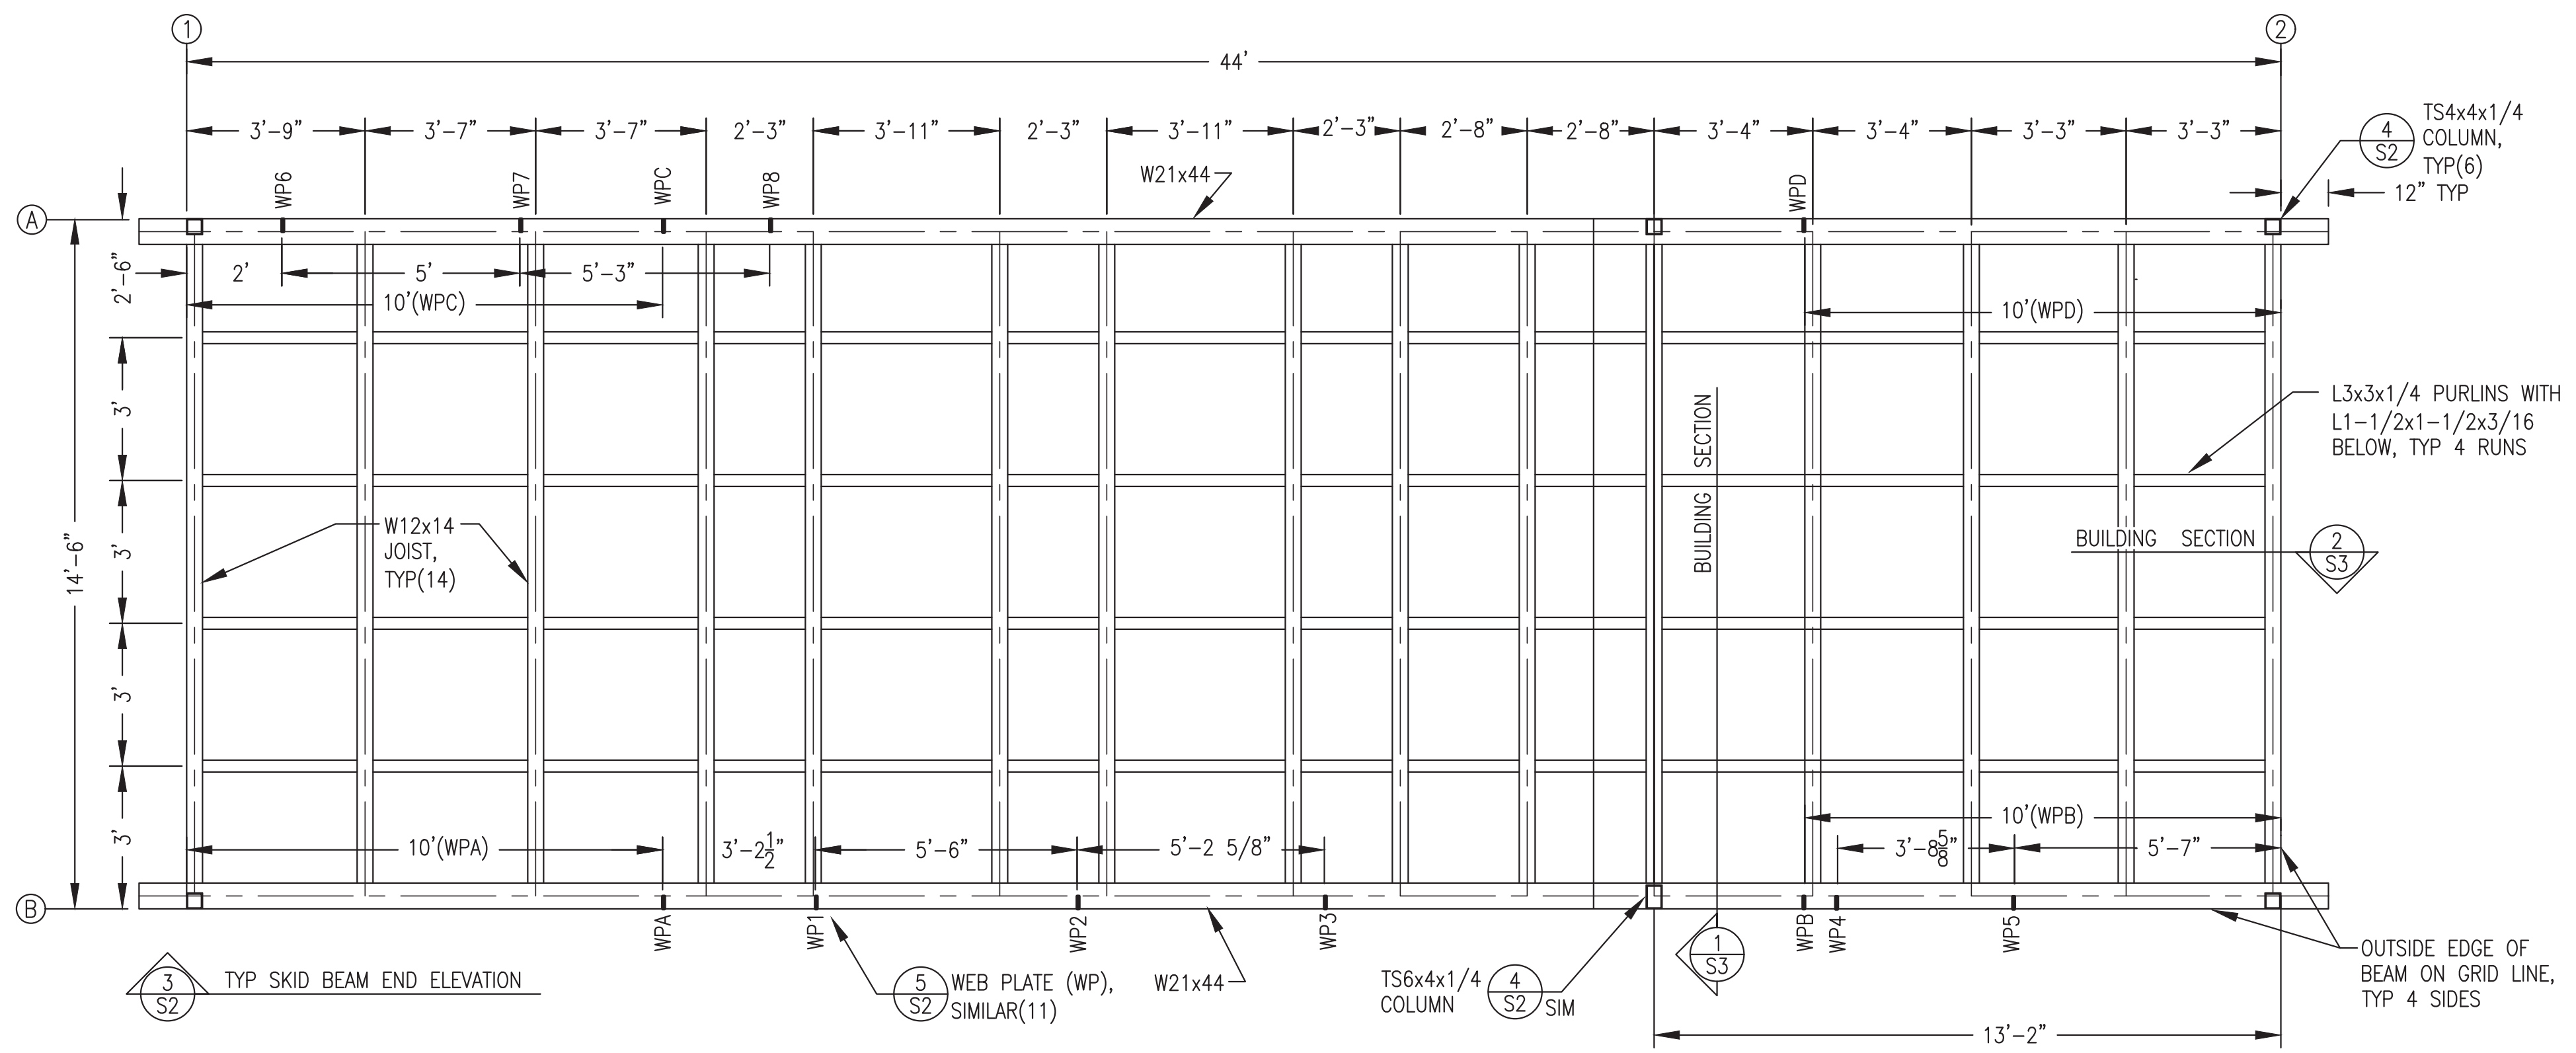 1
2
44'
3'-9"
3'-7"
3'-7"
2'-3"
3'-11"
2'-3"
3'-11"
2'-3"
2'-8"
2'-8"
3'-4"
3'-4"
3'-3"
3'-3"
4
S2
TS4x4x1/4
COLUMN,
TYP(6)
12" TYP
WP6
WP7
WPC
WP8
W21x44
WPD
A
2'-6"
2'
5'
5'-3"
10'(WPC)
10'(WPD)
3'
L3x3x1/4 PURLINS WITH
L1-1/2x1-1/2x3/16
BELOW, TYP 4 RUNS
BUILDING SECTION
14'-6"
3'
W12x14
JOIST,
TYP(14)
BUILDING SECTION
2
S3
3'
3'
10'(WPA)
3'-2 1/2"
5'-6"
5'-2 5/8"
10'(WPB)
3'-8 5/8"
5'-7"
B
WPA
WP1
WP2
WP3
WPB
WP4
WP5
1
S3
3
S2
TYP SKID BEAM END ELEVATION
5
S2
WEB PLATE (WP),
SIMILAR(11)
W21x44
TS6x4x1/4
COLUMN
4
S2
SIM
OUTSIDE EDGE OF
BEAM ON GRID LINE,
TYP 4 SIDES
13'-2"